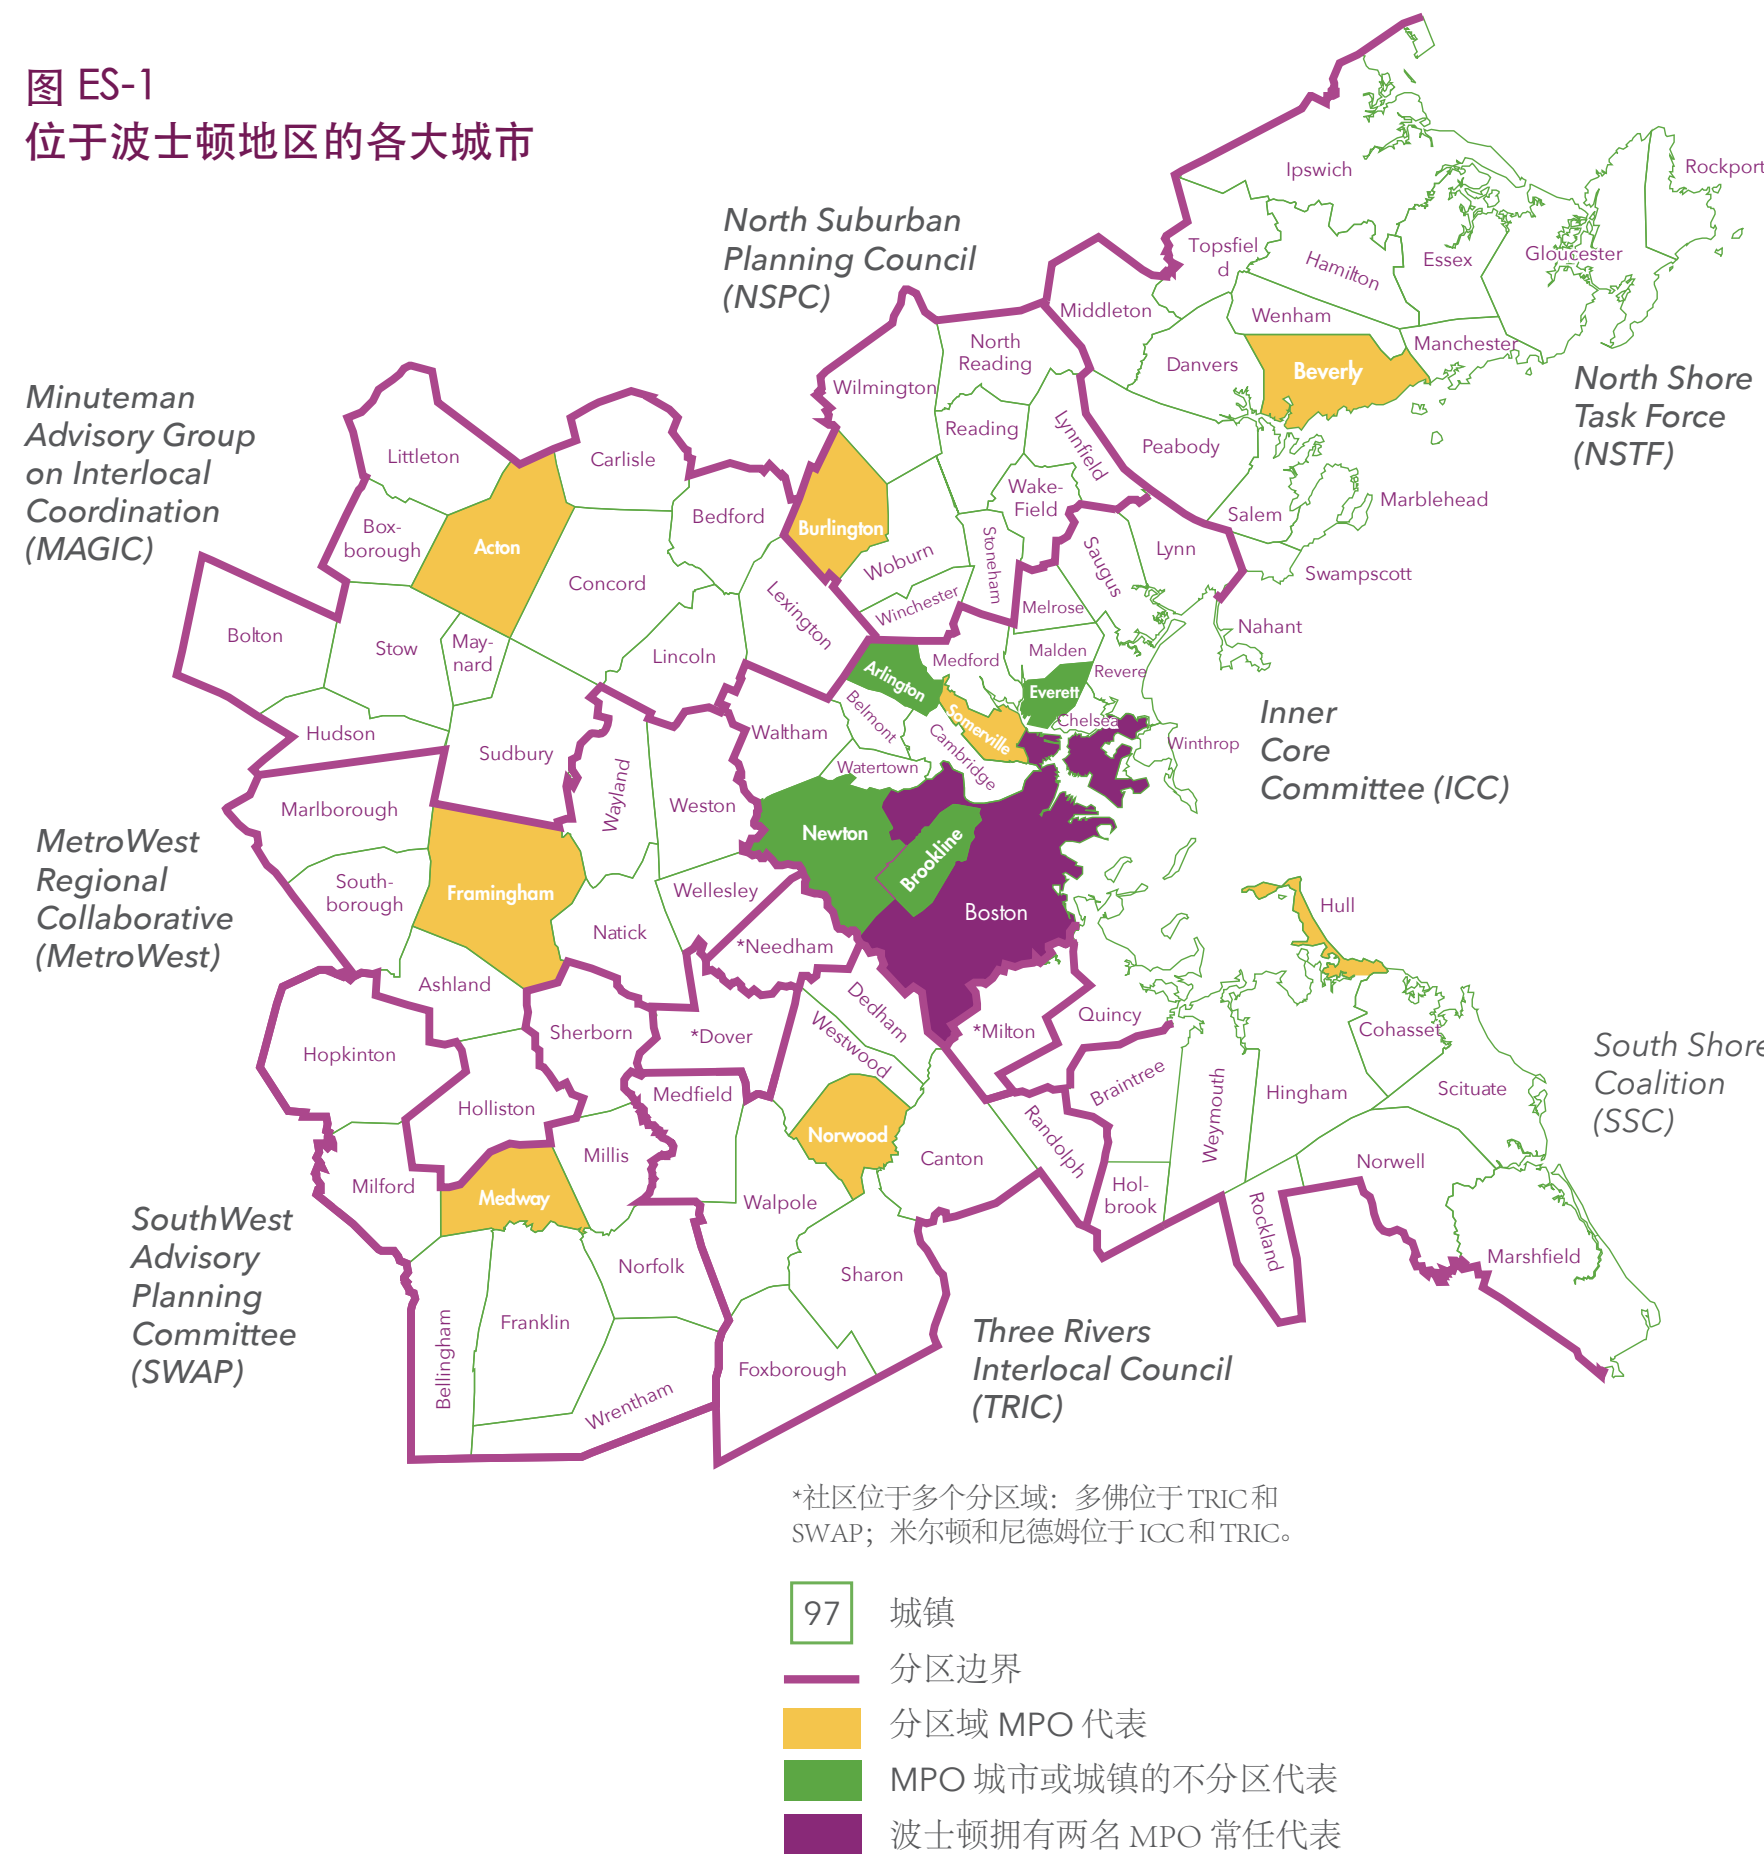 图 ES-1
位于波士顿地区的各大城市
North Suburban
Planning Council
(NSPC)
Minuteman
Advisory Group
on Interlocal
Coordination
(MAGIC)
North Shore
Task Force
(NSTF)
Inner
Core
Committee (ICC)
MetroWest
Regional
Collaborative
(MetroWest)
South Shore
Coalition
(SSC)
SouthWest
Advisory
Planning
Committee
(SWAP)
Three Rivers
Interlocal Council
(TRIC)
Ipswich
Rockport
Topsfiel
d
Hamilton
Essex
Gloucester
Middleton
Wenham
Manchester
Danvers
Beverly
North
Reading
Wilmington
Reading
Lynnfield
Peabody
Littleton
Carlisle
Wake-
Field
Marblehead
Salem
Bedford
Burlington
Box-
borough
Acton
Woburn
Stoneham
Saugus
Lynn
Swampscott
Concord
Lexington
Winchester
Melrose
Nahant
Bolton
Stow
May-
nard
Lincoln
Medford
Malden
Revere
Arlington
Everett
Belmont
Somerville
Chelsea
Hudson
Sudbury
Waltham
Cambridge
Winthrop
Watertown
Wayland
Weston
Marlborough
Newton
Brookline
South-
borough
Framingham
Wellesley
Boston
Hull
Natick
*Needham
Ashland
Dedham
Quincy
Sherborn
*Dover
Westwood
*Milton
Cohasset
Hopkinton
Medfield
Braintree
Weymouth
Hingham
Scituate
Holliston
Norwood
Randolph
Millis
Canton
Norwell
Milford
Medway
Walpole
Hol-
brook
Rockland
Marshfield
Norfolk
Sharon
Bellingham
Franklin
Foxborough
Wrentham
*社区位于多个分区域：多佛位于 TRIC 和
SWAP；米尔顿和尼德姆位于 ICC 和 TRIC。
97 城镇
分区边界
分区域 MPO 代表
MPO 城市或城镇的不分区代表
波士顿拥有两名 MPO 常任代表